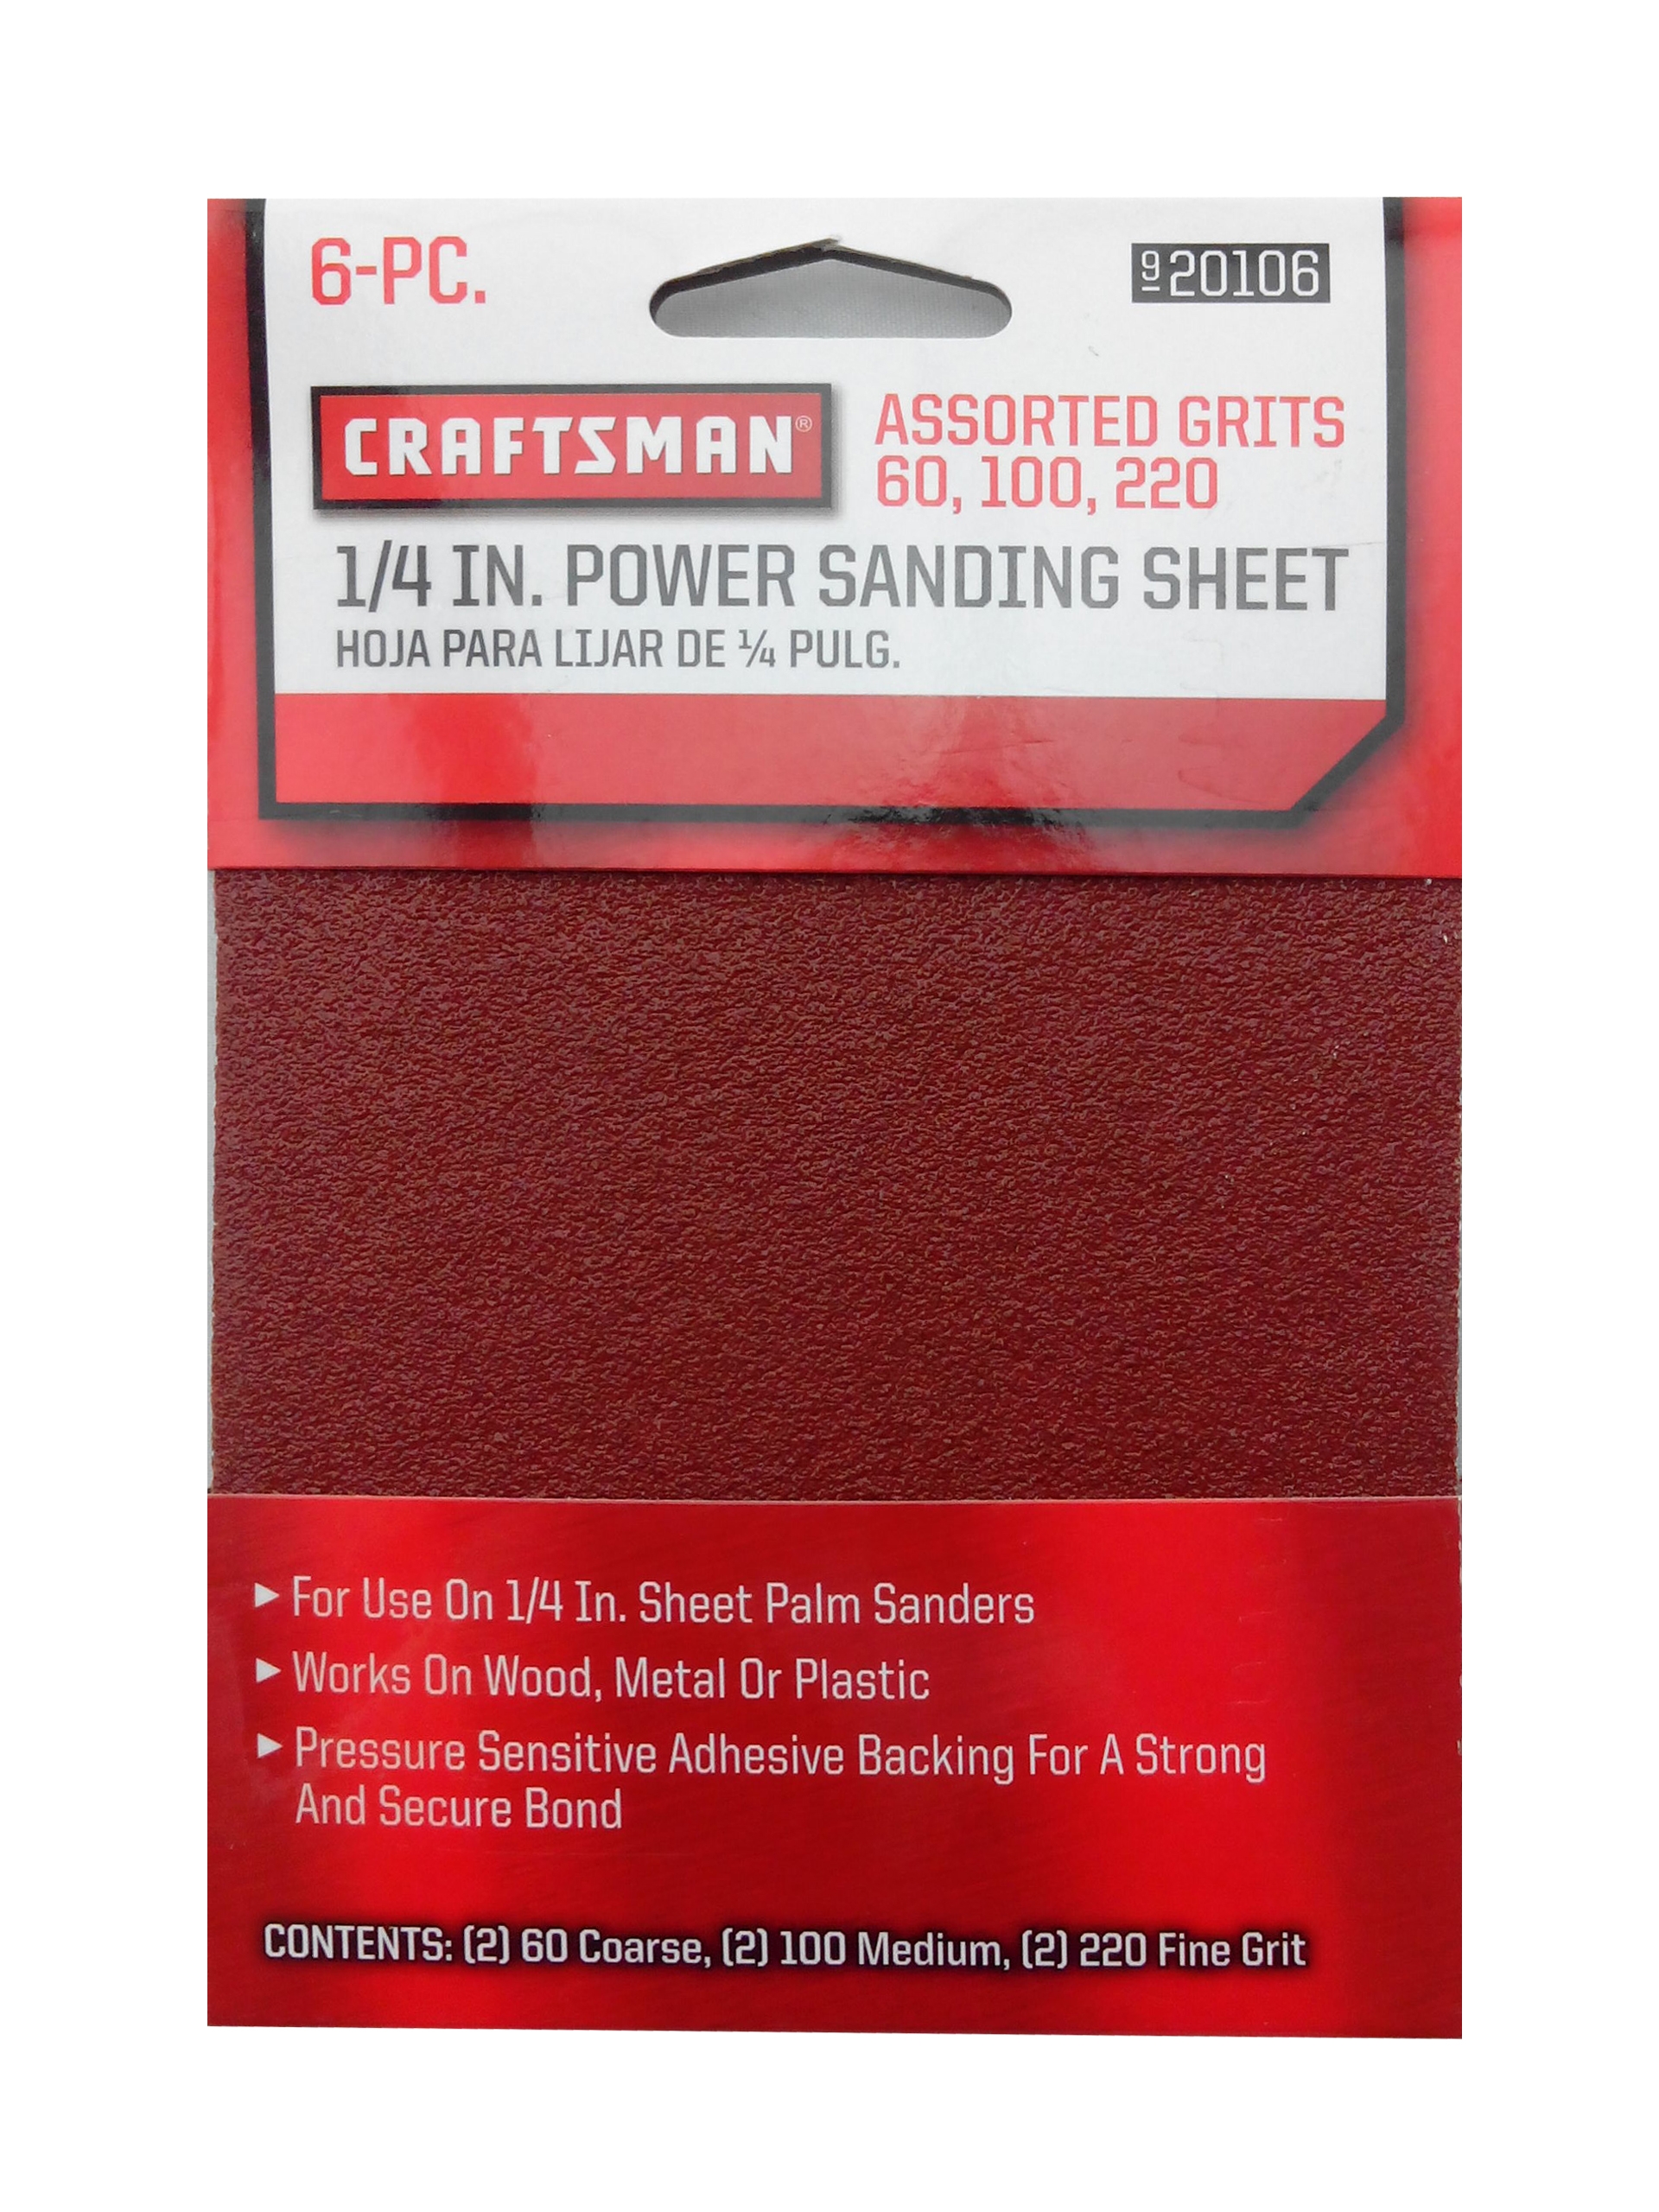 6-PC.
9 20106
CRAFTSMAN®
ASSORTED GRITS
60, 100, 220
1/4 IN. POWER SANDING SHEET
HOJA PARA LIJAR DE ¼ PULG.
▶ For Use On 1/4 In. Sheet Palm Sanders
▶ Works On Wood, Metal Or Plastic
▶ Pressure Sensitive Adhesive Backing For A Strong
And Secure Bond
CONTENTS: (2) 60 Coarse, (2) 100 Medium, (2) 220 Fine Grit